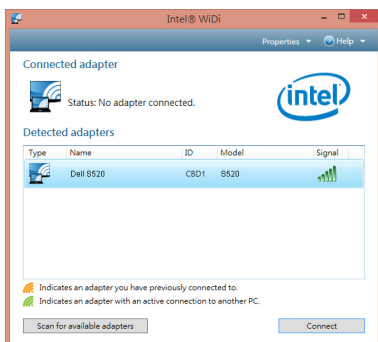 Intel® WiDi
Properties Help
Connected adapter
Status: No adapter connected.
intel
Detected adapters
Type Name ID Model Signal
Dell S520 CBD1 S520
Indicates an adapter you have previously connected to.
Indicates an adapter with an active connection to another PC.
Scan for available adapters Connect